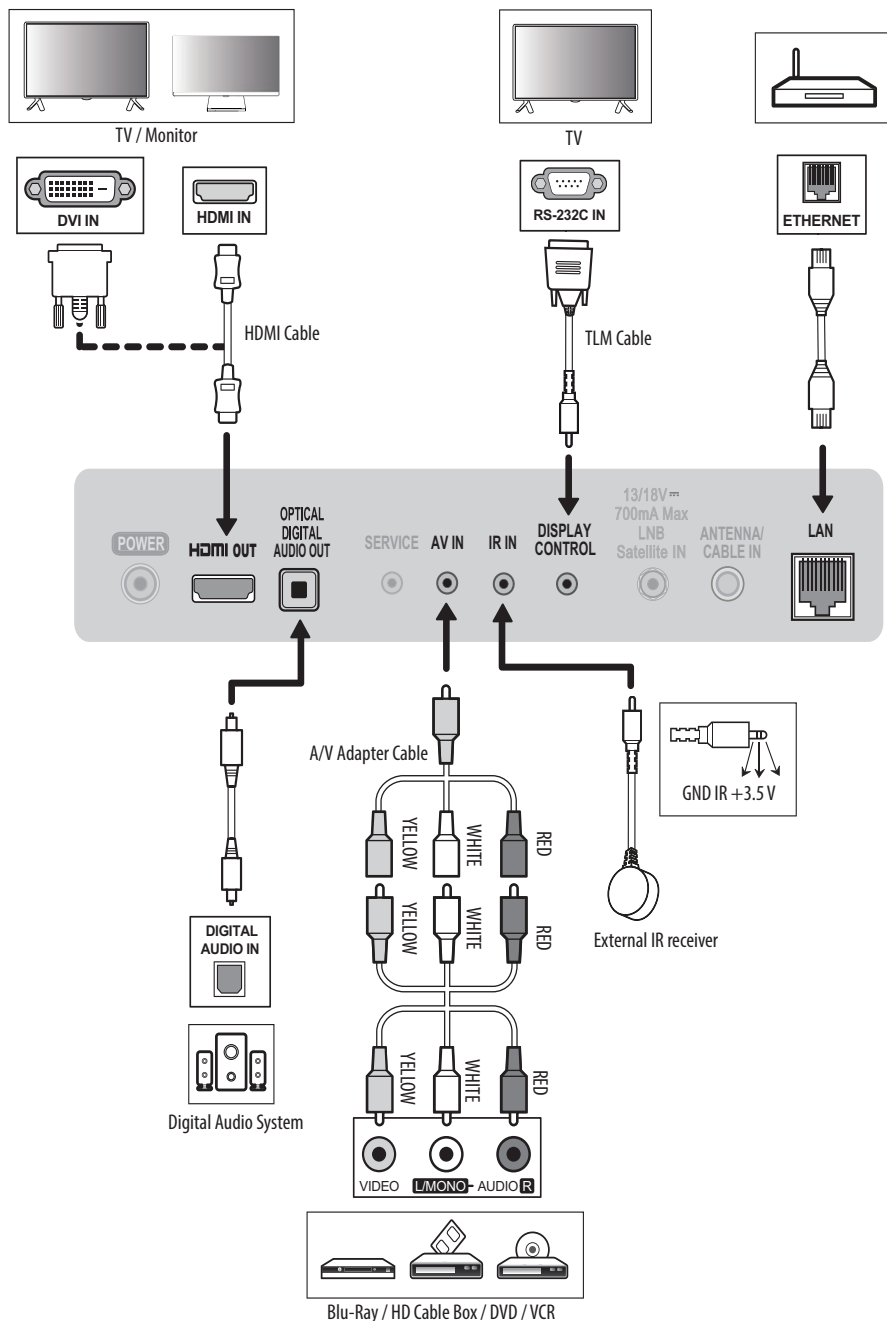 TV / Monitor
TV
DVI IN
HDMI IN
RS-232C IN
ETHERNET
HDMI Cable
TLM Cable
POWER
HDMI OUT
OPTICAL
DIGITAL
AUDIO OUT
SERVICE
AV IN
IR IN
DISPLAY
CONTROL
13/18V ⎓
700mA Max
LNB
Satellite IN
ANTENNA/
CABLE IN
LAN
A/V Adapter Cable
YELLOW
WHITE
RED
GND IR +3.5 V
YELLOW
WHITE
RED
External IR receiver
DIGITAL
AUDIO IN
Digital Audio System
YELLOW
WHITE
RED
VIDEO L/MONO - AUDIO R
Blu-Ray / HD Cable Box / DVD / VCR